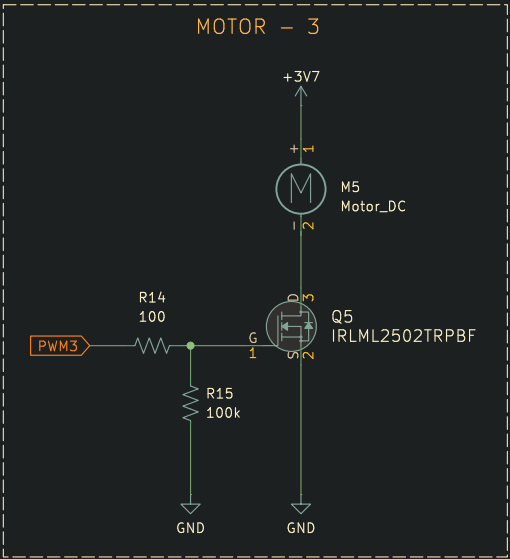 MOTOR - 3
+3V7
+ 1
M
M5
Motor_DC
- 2
D 3
R14
100
Q5
IRLML2502TRPBF
PWM3
G
1
S 2
R15
100k
GND
GND